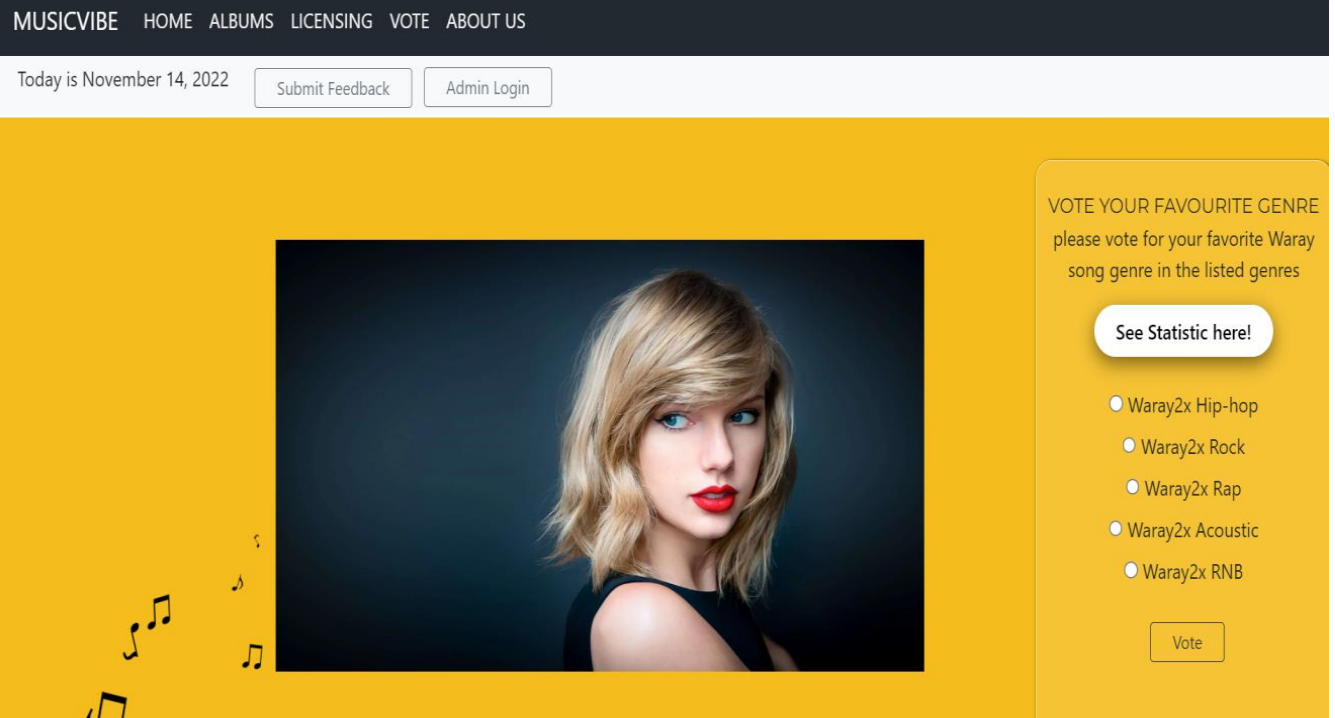 MUSICVIBE HOME ALBUMS LICENSING VOTE ABOUT US
Today is November 14, 2022 Submit Feedback Admin Login
VOTE YOUR FAVOURITE GENRE
please vote for your favorite Waray
song genre in the listed genres
See Statistic here!
Waray2x Hip-hop
Waray2x Rock
Waray2x Rap
Waray2x Acoustic
Waray2x RNB
Vote